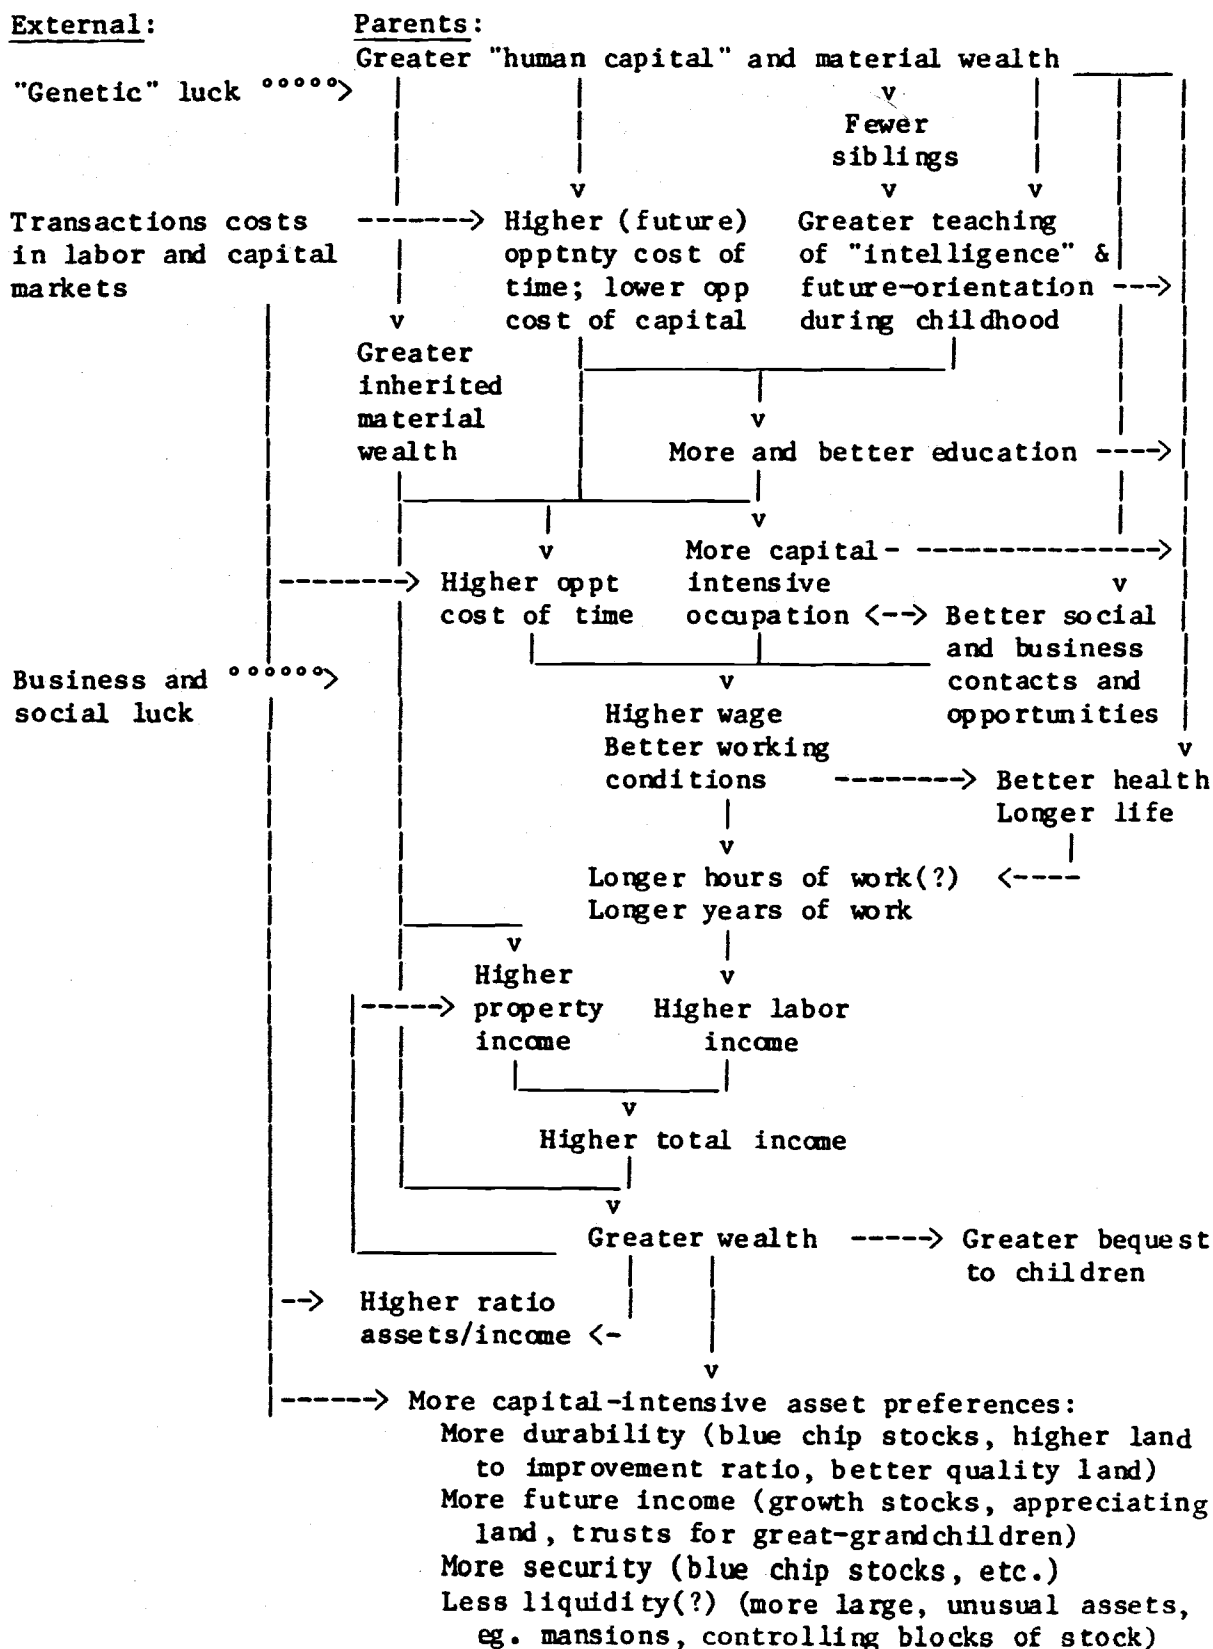 External:
Parents:
Greater "human capital" and material wealth
"Genetic" luck
Fewer
siblings
Transactions costs
in labor and capital
markets
Higher (future)
opptnty cost of
time; lower opp
cost of capital
Greater teaching
of "intelligence" &
future-orientation
during childhood
Greater
inherited
material
wealth
More and better education
More capital-
intensive
occupation
Higher oppt
cost of time
Better social
and business
contacts and
opportunities
Business and
social luck
Higher wage
Better working
conditions
Better health
Longer life
Longer hours of work(?)
Longer years of work
Higher
property
income
Higher labor
income
Higher total income
Greater wealth
Greater bequest
to children
Higher ratio
assets/income
More capital-intensive asset preferences:
More durability (blue chip stocks, higher land
to improvement ratio, better quality land)
More future income (growth stocks, appreciating
land, trusts for great-grandchildren)
More security (blue chip stocks, etc.)
Less liquidity(?) (more large, unusual assets,
eg. mansions, controlling blocks of stock)